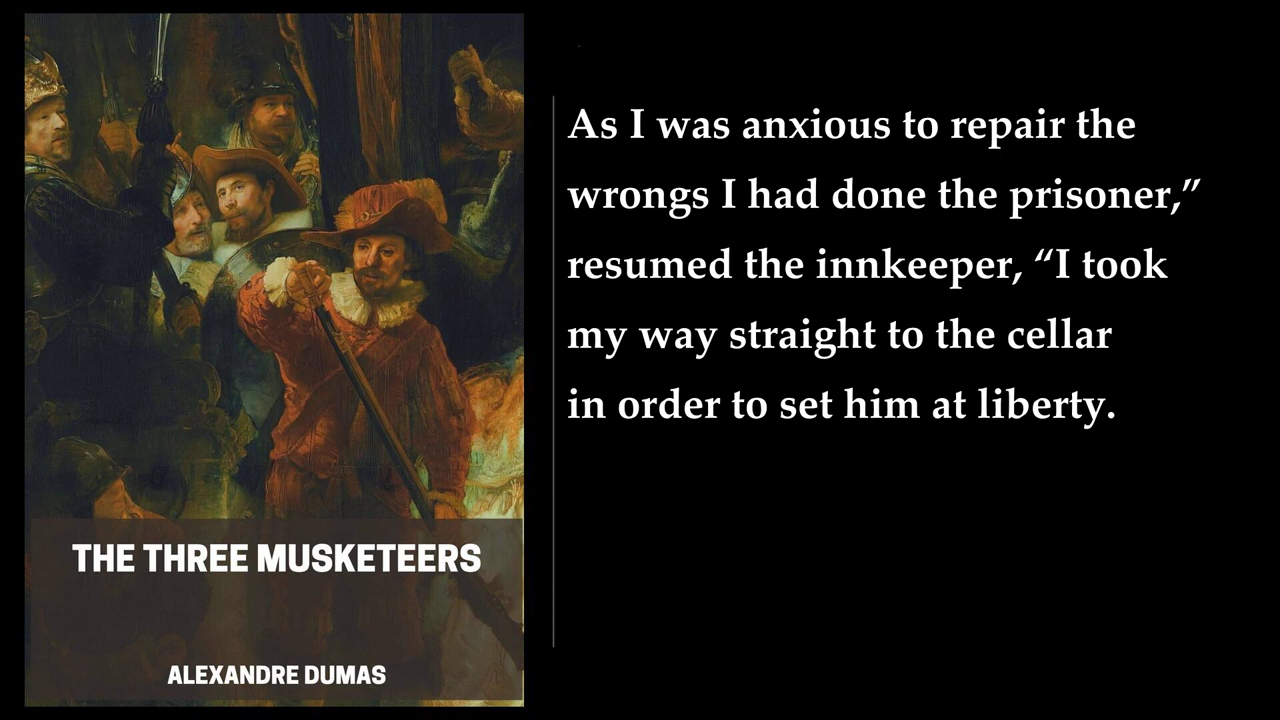 THE THREE MUSKETEERS
ALEXANDRE DUMAS
As I was anxious to repair the
wrongs I had done the prisoner,”
resumed the innkeeper, “I took
my way straight to the cellar
in order to set him at liberty.